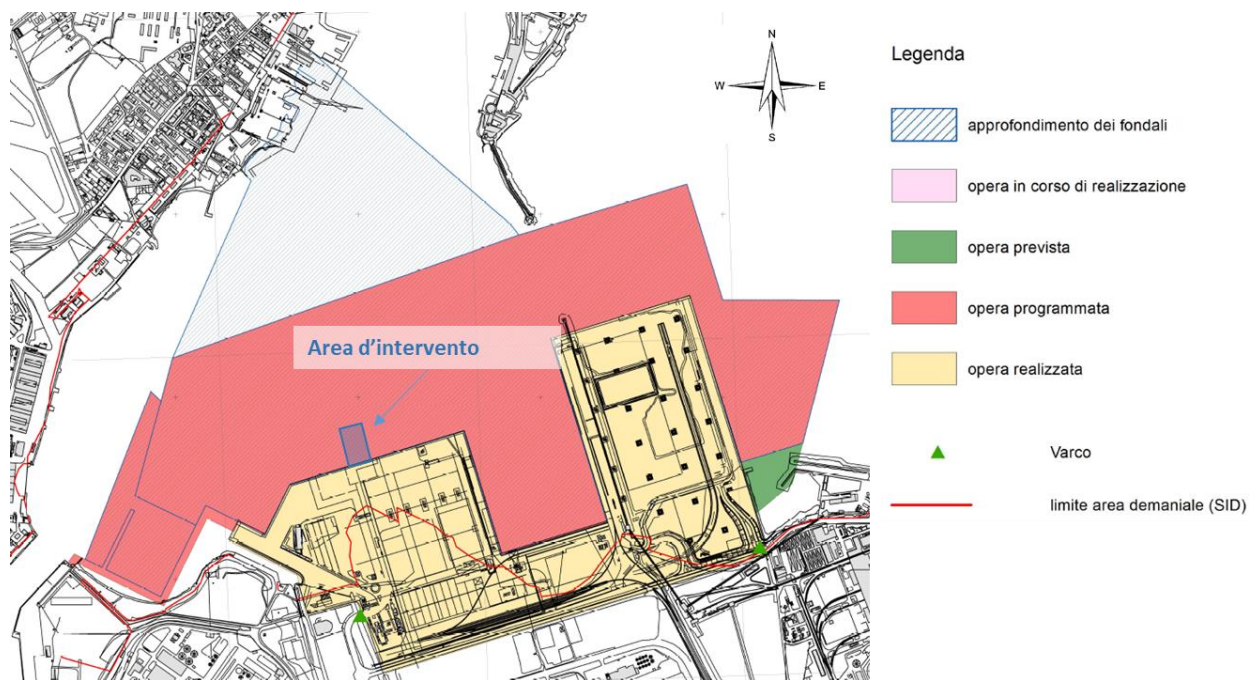 N
W
E
S
Area d’intervento
Legenda
approfondimento dei fondali
opera in corso di realizzazione
opera prevista
opera programmata
opera realizzata
Varco
limite area demaniale (SID)